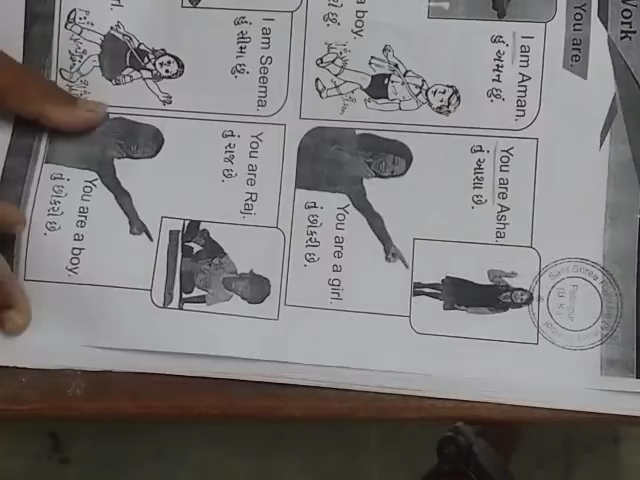 Work
You are.
I am Aman.
હું અમન છું.
a boy.
I am Seema.
હું સીમા છું.
You are Asha.
તું આશા છે.
You are a girl.
તું છોકરી છે.
You are Raj.
તું રાજ છે.
You are a boy.
તું છોકરો છે.